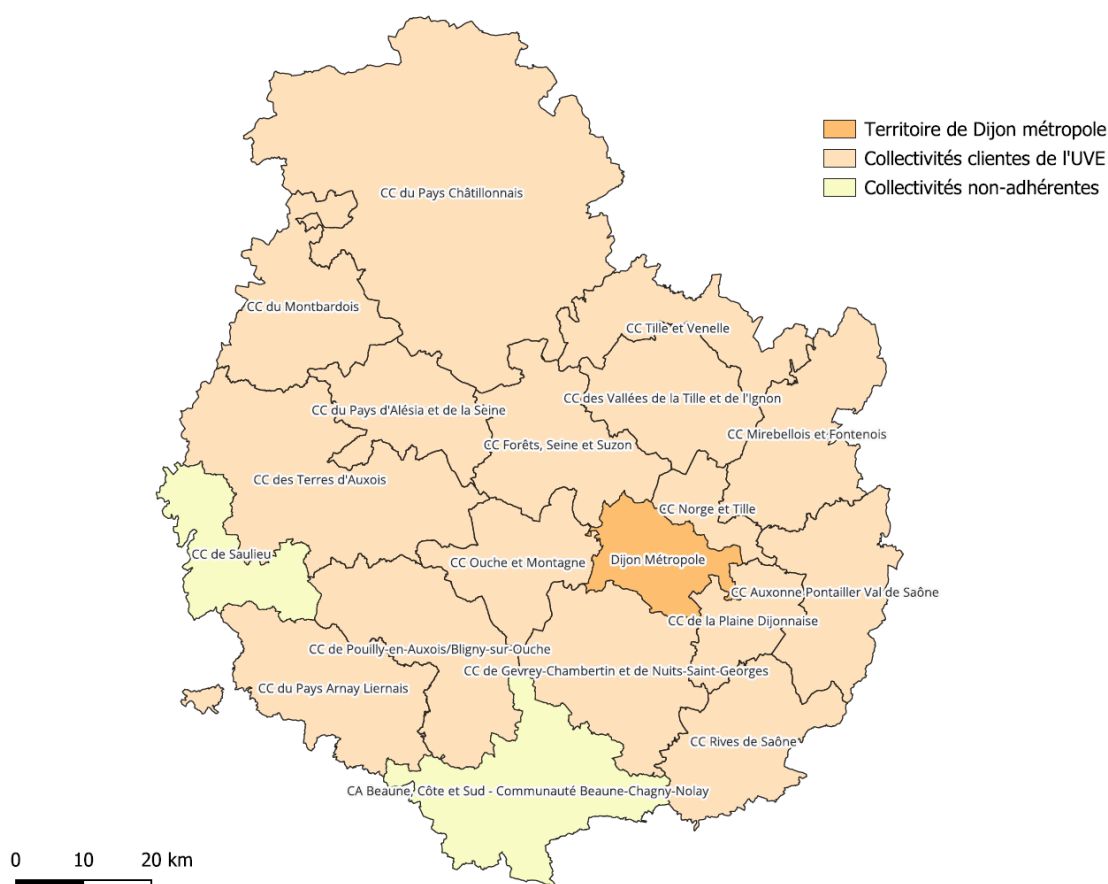 Territoire de Dijon métropole
Collectivités clientes de l'UVE
Collectivités non-adhérentes
CC du Pays Châtillonnais
CC du Montbardois
CC Tille et Venelle
CC des Vallées de la Tille et de l'Ignon
CC du Pays d'Alésia et de la Seine
CC Mirebellois et Fontenois
CC Forêts, Seine et Suzon
CC des Terres d'Auxois
CC Norge et Tille
CC de Saulieu
CC Ouche et Montagne
Dijon Métropole
CC Auxonne Pontailler Val de Saône
CC de la Plaine Dijonnaise
CC de Pouilly-en-Auxois/Bligny-sur-Ouche
CC de Gevrey-Chambertin et de Nuits-Saint-Georges
CC du Pays Arnay Liernais
CC Rives de Saône
CA Beaune, Côte et Sud - Communauté Beaune-Chagny-Nolay
0 10 20 km